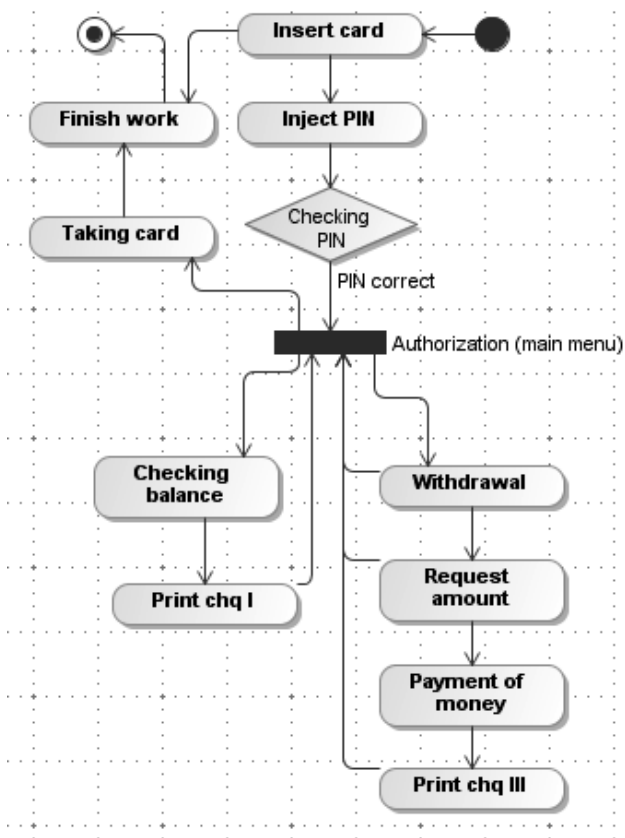 Insert card
Finish work
Inject PIN
Checking
PIN
Taking card
PIN correct
Authorization (main menu)
Checking
balance
Withdrawal
Request
amount
Print chq I
Payment of
money
Print chq III